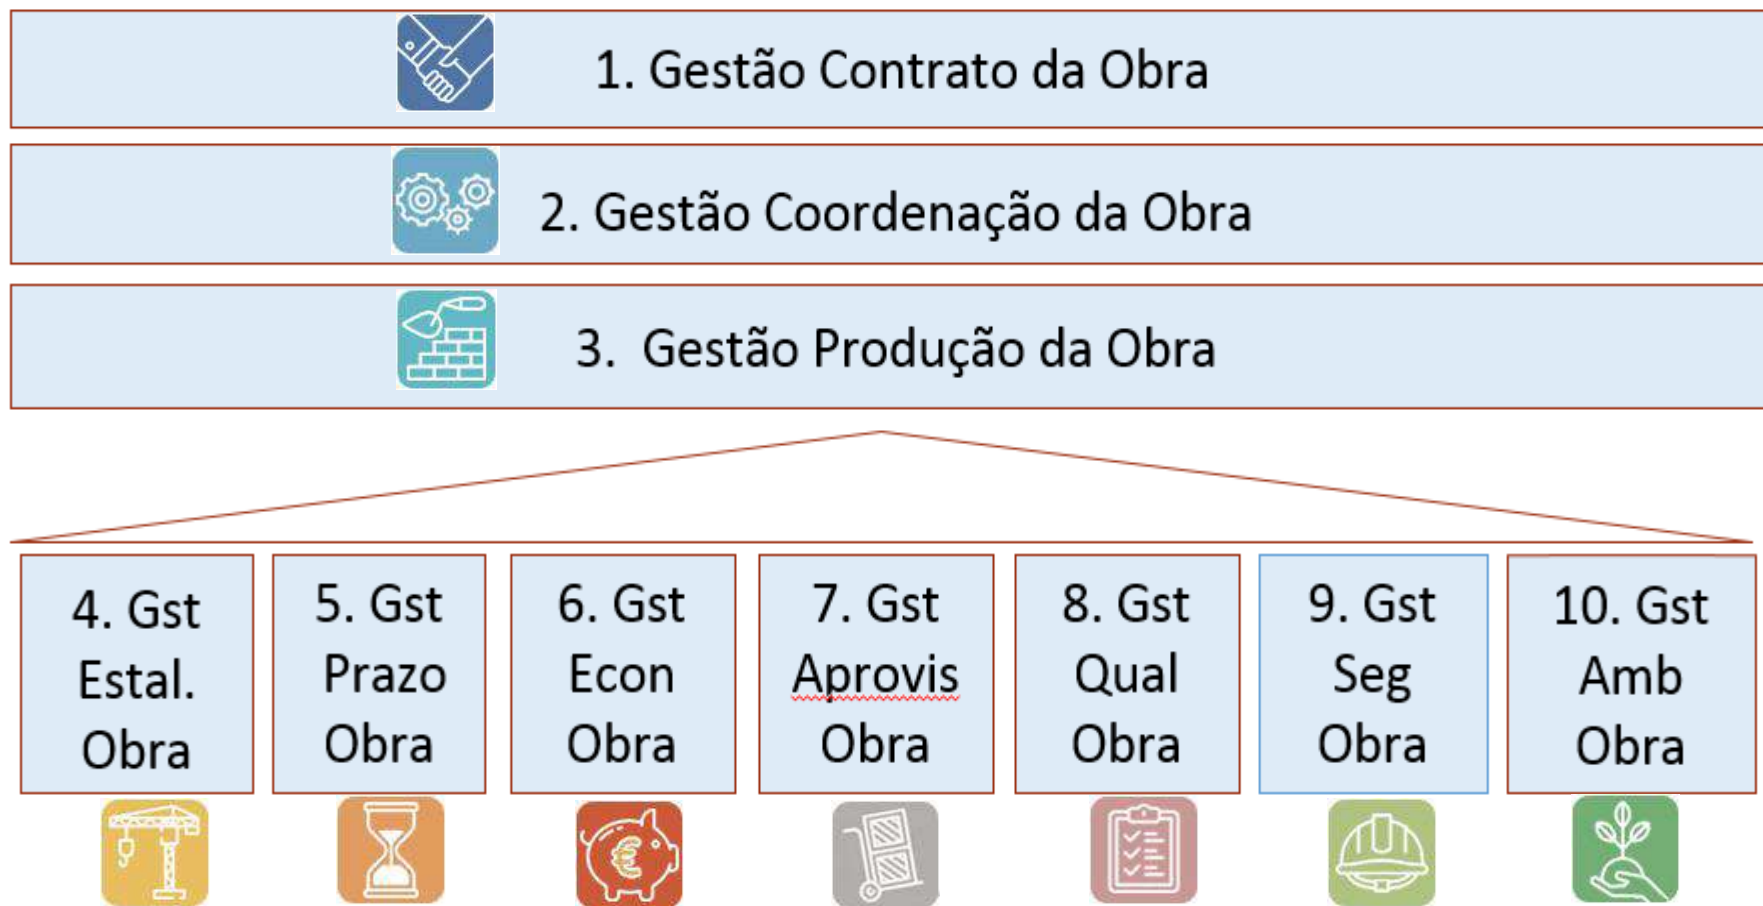 1. Gestão Contrato da Obra
2. Gestão Coordenação da Obra
3. Gestão Produção da Obra
4. Gst
Estal.
Obra
5. Gst
Prazo
Obra
6. Gst
Econ
Obra
7. Gst
Aprovis
Obra
8. Gst
Qual
Obra
9. Gst
Seg
Obra
10. Gst
Amb
Obra